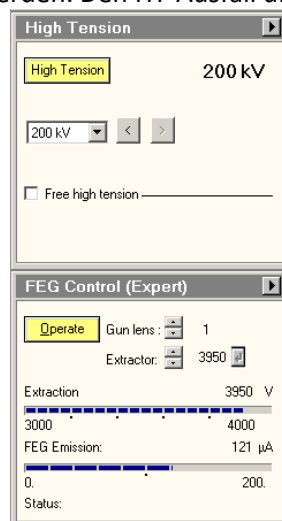 High Tension
High Tension 200 kV
200 kV < >
Free high tension
FEG Control (Expert)
Operate Gun lens : 1
Extractor: 3950
Extraction 3950 V
3000 4000
FEG Emission: 121 µA
0. 200.
Status: